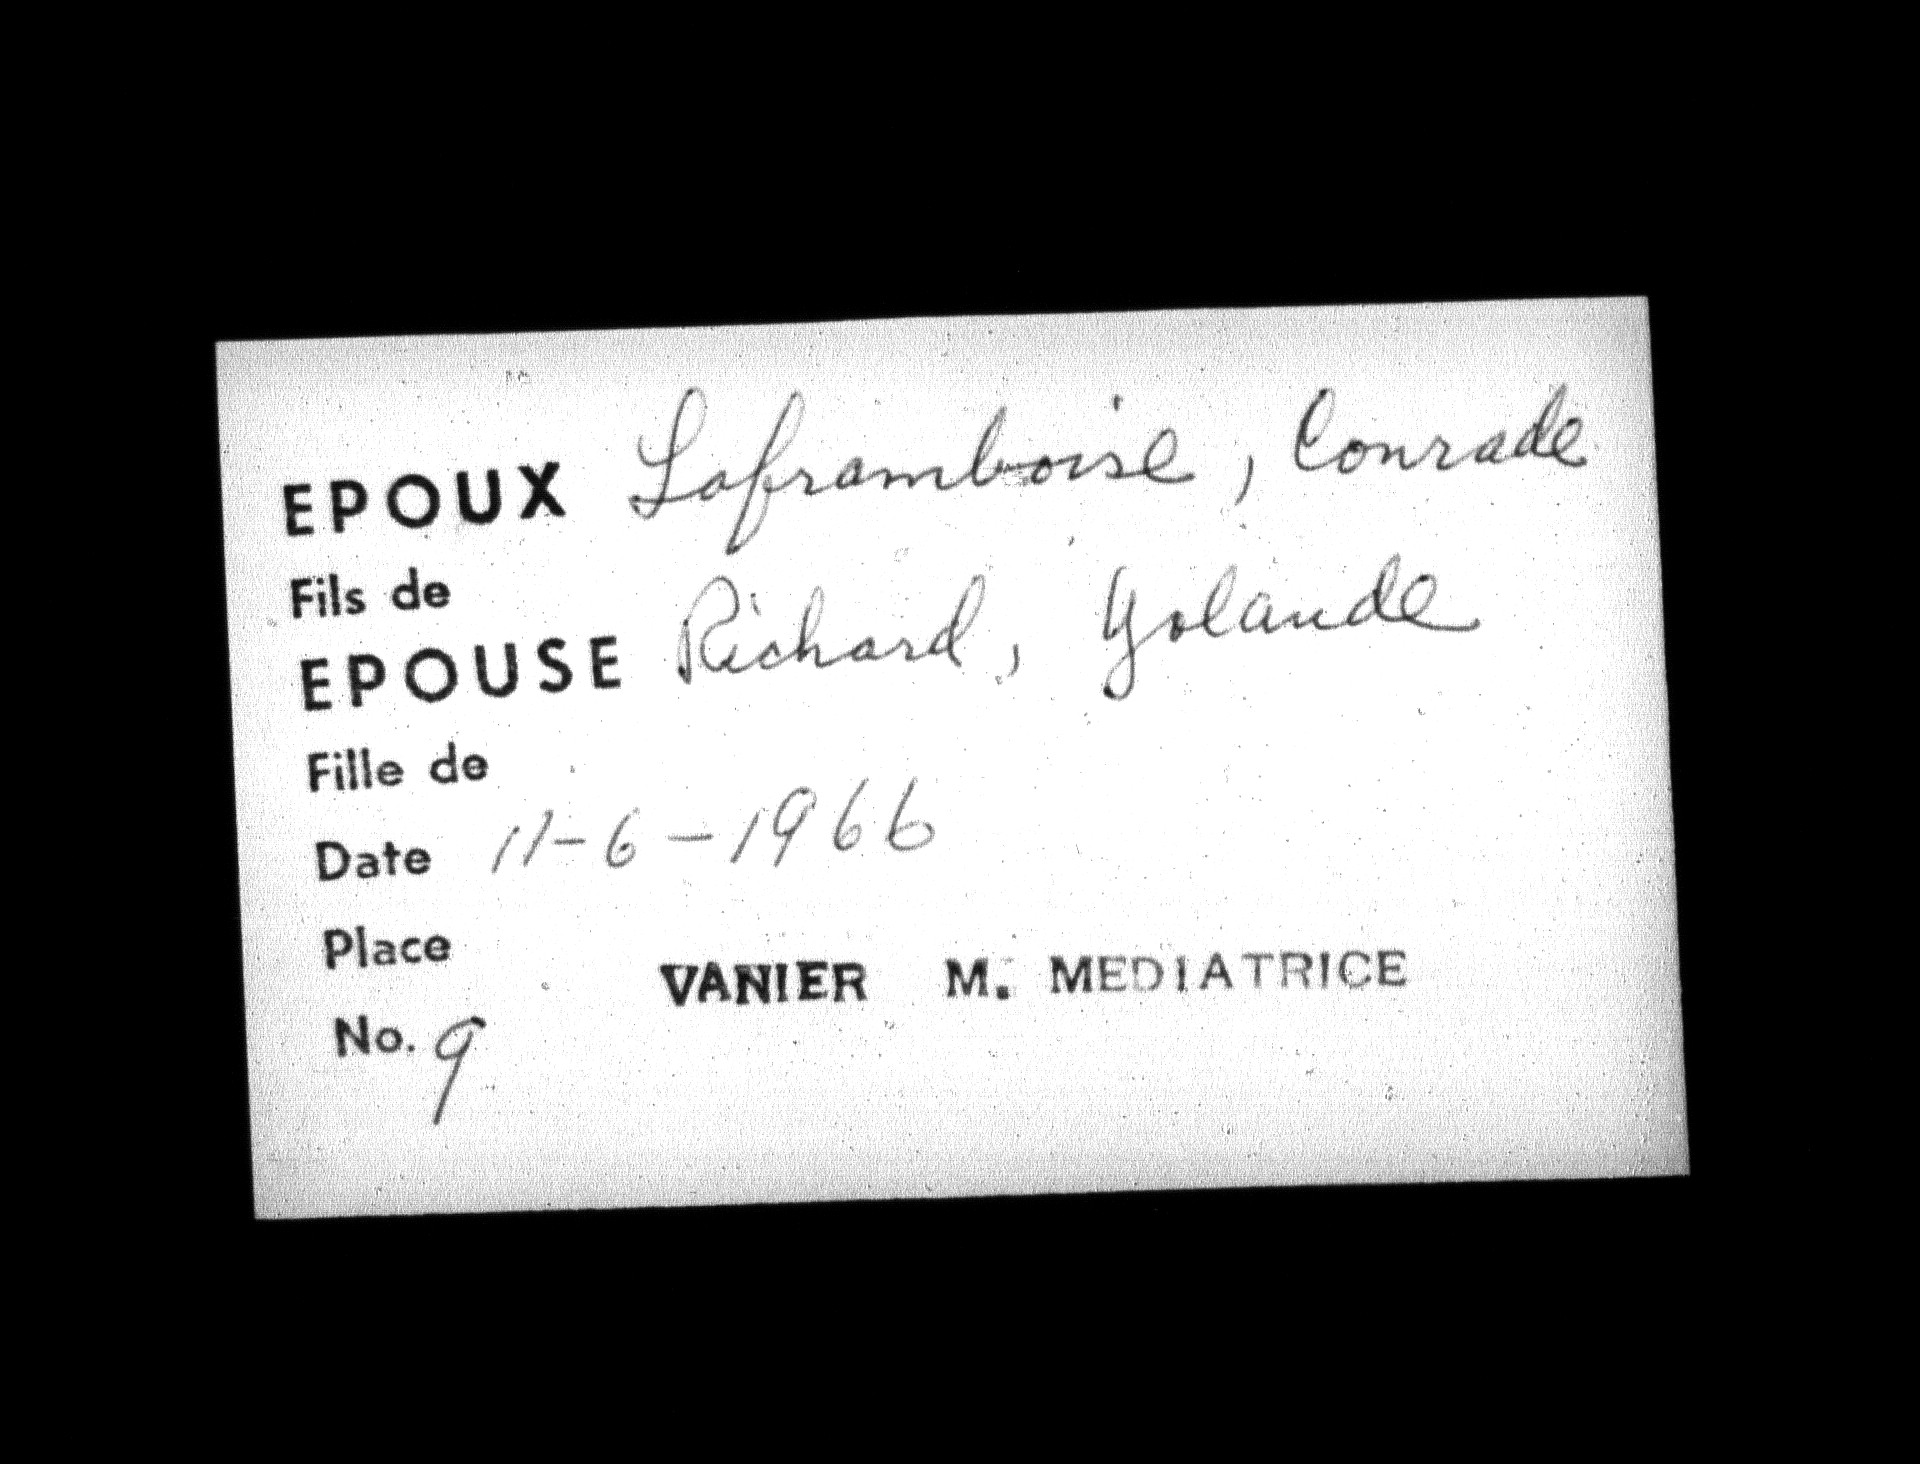 EPOUX Laframboise, Conrade
Fils de
EPOUSE Richard, Yolande
Fille de
Date 11-6-1966
Place
VANIER M. MEDIATRICE
No. 9